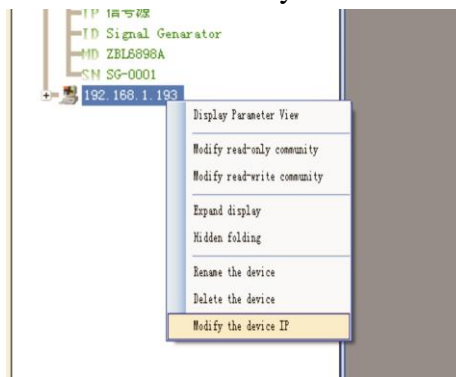 TP 信号源
ID Signal Genarator
MD ZBL6898A
SN SG-0001
192.168.1.193
Display Parameter View
Modify read-only community
Modify read-write community
Expand display
Hidden folding
Rename the device
Delete the device
Modify the device IP